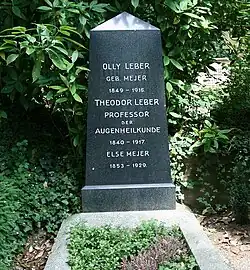 OLLY LEBER
GEB. MEJER
1849 - 1916
THEODOR LEBER
PROFESSOR
DER
AUGENHEILKUNDE
1840 - 1917
ELSE MEJER
1853 - 1929